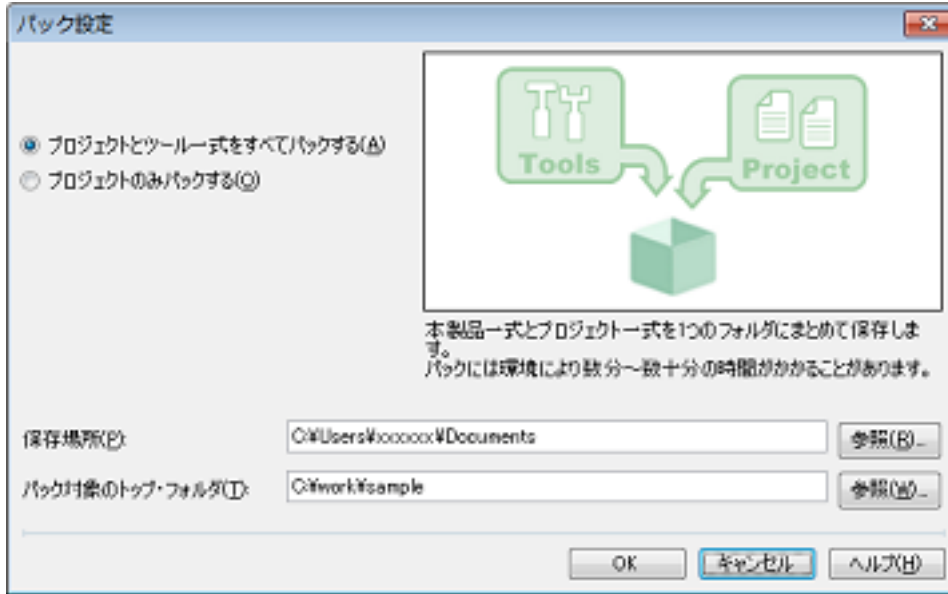 パック設定
プロジェクトとツール一式をすべてパックする(A)
プロジェクトのみパックする(O)
Tools
Project
本製品一式とプロジェクト一式を1つのフォルダにまとめて保存しま
す。
パックには環境により数分～数十分の時間がかかることがあります。
保存場所(P):
C:¥Users¥xxxxxxx¥Documents
参照(R)...
パック対象のトップ・フォルダ(T):
C:¥work¥sample
参照(W)...
OK
キャンセル
ヘルプ(H)